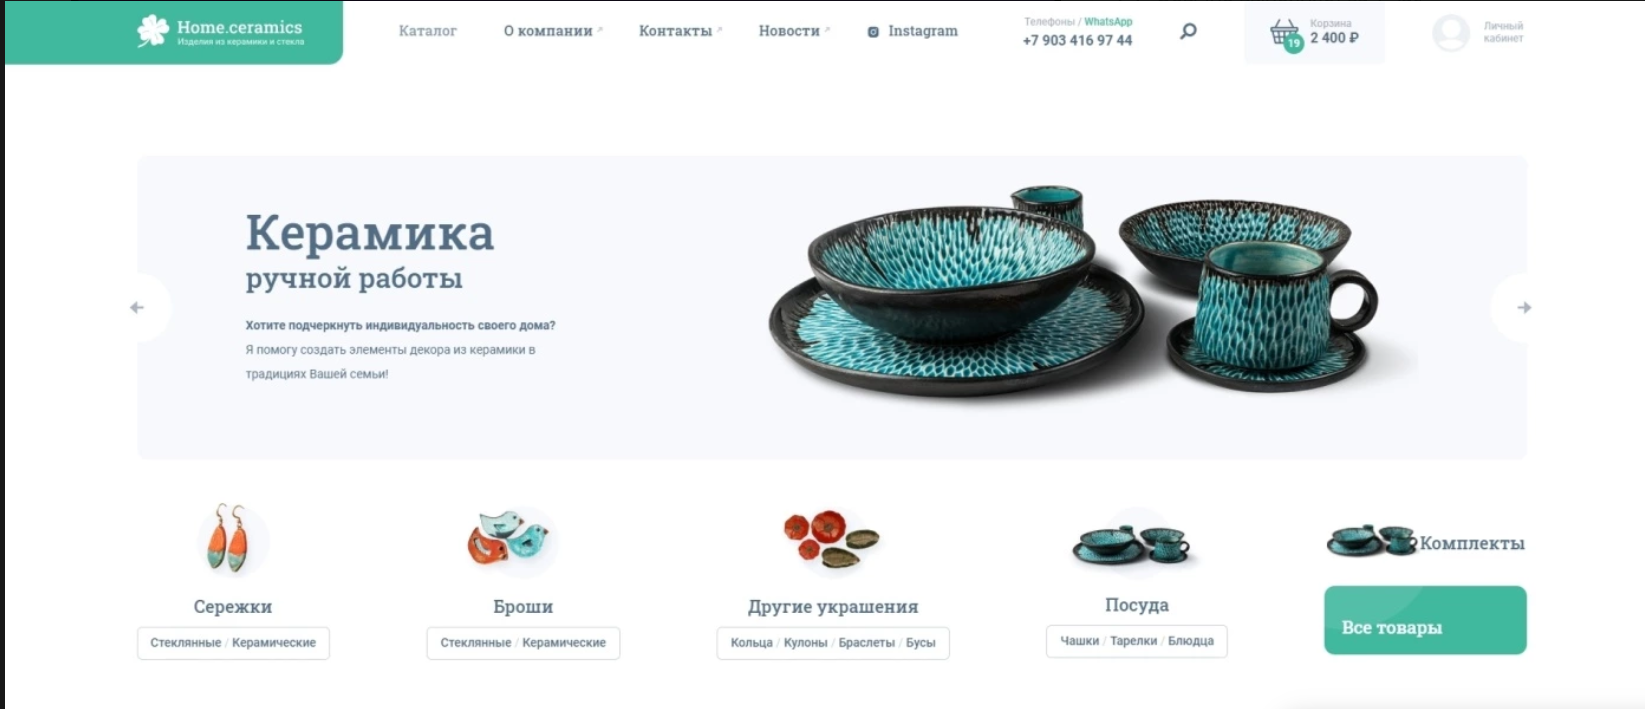 Home.ceramics
Изделия из керамики и стекла
Каталог
О компании
Контакты
Новости
Instagram
Телефоны / WhatsApp
+7 903 416 97 44
19
Корзина
2 400 ₽
Личный
кабинет
Керамика
ручной работы
Хотите подчеркнуть индивидуальность своего дома?
Я помогу создать элементы декора из керамики в
традициях Вашей семьи!
Сережки
Стеклянные / Керамические
Броши
Стеклянные / Керамические
Другие украшения
Кольца / Кулоны / Браслеты / Бусы
Посуда
Чашки / Тарелки / Блюдца
Комплекты
Все товары